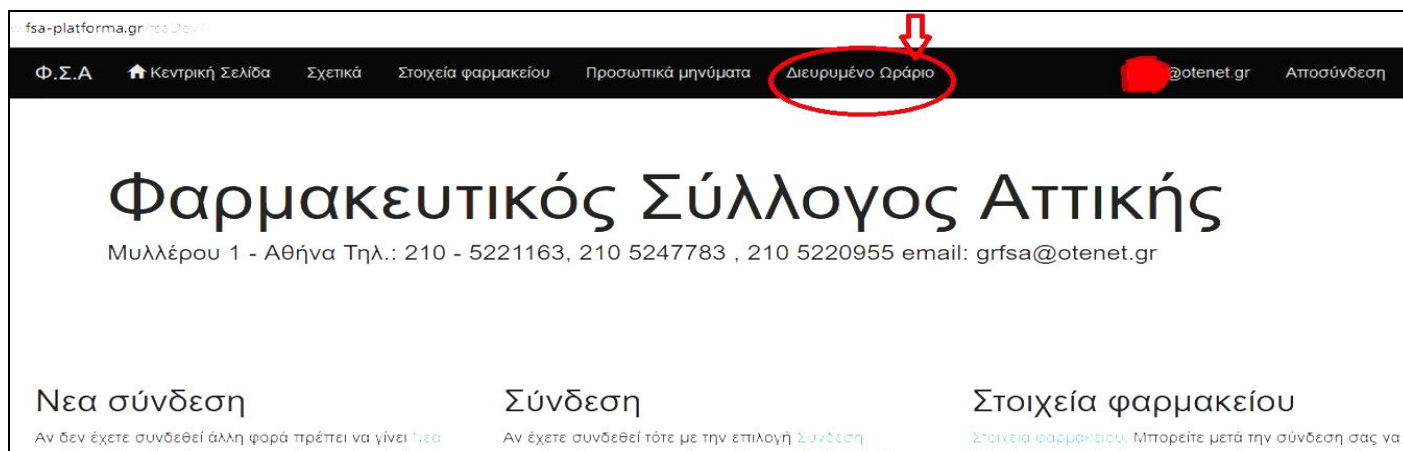 fsa-platforma.gr
Φ.Σ.Α Κεντρική Σελίδα Σχετικά Στοιχεία φαρμακείου Προσωπικά μηνύματα Διευρυμένο Ωράριο @otenet.gr Αποσύνδεση
Φαρμακευτικός Σύλλογος Αττικής
Μυλλέρου 1 - Αθήνα Τηλ.: 210 - 5221163, 210 5247783 , 210 5220955 email: grfsa@otenet.gr
Νεα σύνδεση
Αν δεν έχετε συνδεθεί άλλη φορά πρέπει να γίνει Νεα
Σύνδεση
Αν έχετε συνδεθεί τότε με την επιλογή Σύνδεση
Στοιχεία φαρμακείου
Στοιχεία φαρμακείου. Μπορείτε μετά την σύνδεση σας να